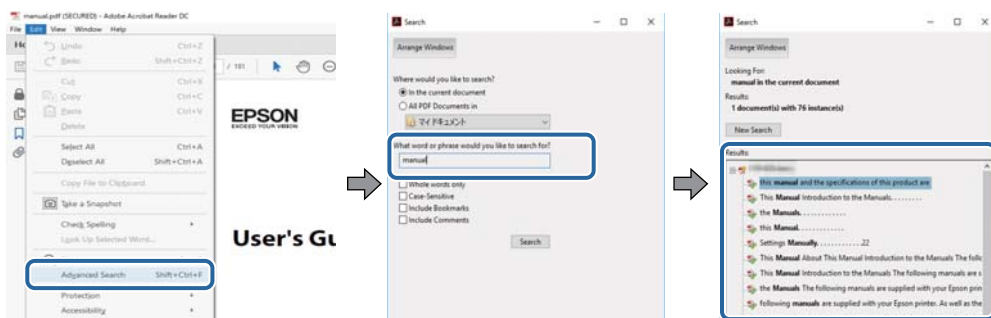 manual.pdf (SECURED) - Adobe Acrobat Reader DC
File Edit View Window Help
Undo Ctrl+Z
Redo Shift+Ctrl+Z
Cut Ctrl+X
Copy Ctrl+C
Paste Ctrl+V
Delete
Select All Ctrl+A
Deselect All Shift+Ctrl+A
Copy File to Clipboard
Take a Snapshot
Check Spelling
Look Up Selected Word...
Advanced Search Shift+Ctrl+F
Protection
Accessibility
/ 181
EPSON
EXCEED YOUR VISION
User's Gu
Search
Arrange Windows
Where would you like to search?
In the current document
All PDF Documents in
マイ ドキュメント
What word or phrase would you like to search for?
manual
Whole words only
Case-Sensitive
Include Bookmarks
Include Comments
Search
Search
Arrange Windows
Looking For:
manual in the current document
Results:
1 document(s) with 76 instance(s)
New Search
Results:
this manual and the specifications of this product are
This Manual Introduction to the Manuals. . . . . . . .
the Manuals. . . . . . . . . . . . .
this Manual. . . . . . . . . . . . .
Settings Manually. . . . . . . . . . . .22
This Manual About This Manual Introduction to the Manuals The follo
This Manual Introduction to the Manuals The following manuals are s
the Manuals The following manuals are supplied with your Epson prin
following manuals are supplied with your Epson printer. As well as the